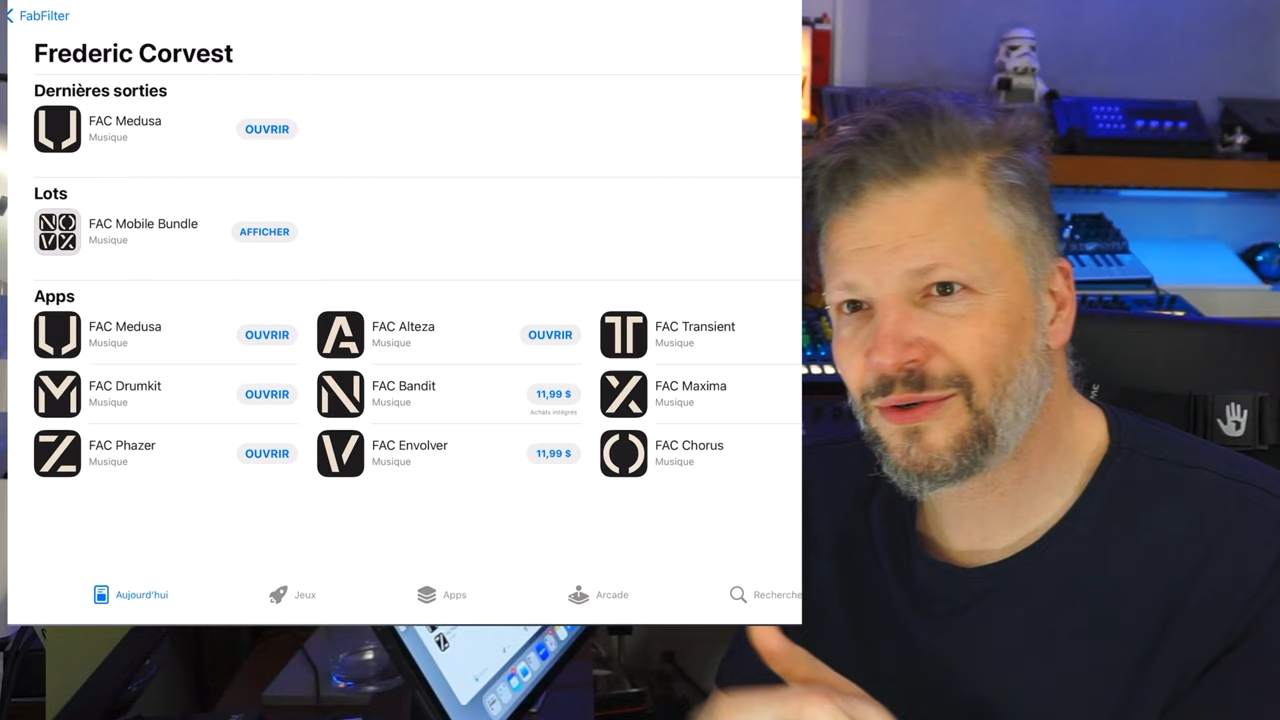 FabFilter
Frederic Corvest
Dernières sorties
FAC Medusa
Musique
OUVRIR
Lots
FAC Mobile Bundle
Musique
AFFICHER
Apps
FAC Medusa
Musique
OUVRIR
FAC Alteza
Musique
OUVRIR
FAC Transient
Musique
FAC Drumkit
Musique
OUVRIR
FAC Bandit
Musique
11,99 $
Achats intégrés
FAC Maxima
Musique
FAC Phazer
Musique
OUVRIR
FAC Envolver
Musique
11,99 $
FAC Chorus
Musique
Aujourd'hui
Jeux
Apps
Arcade
Recherche